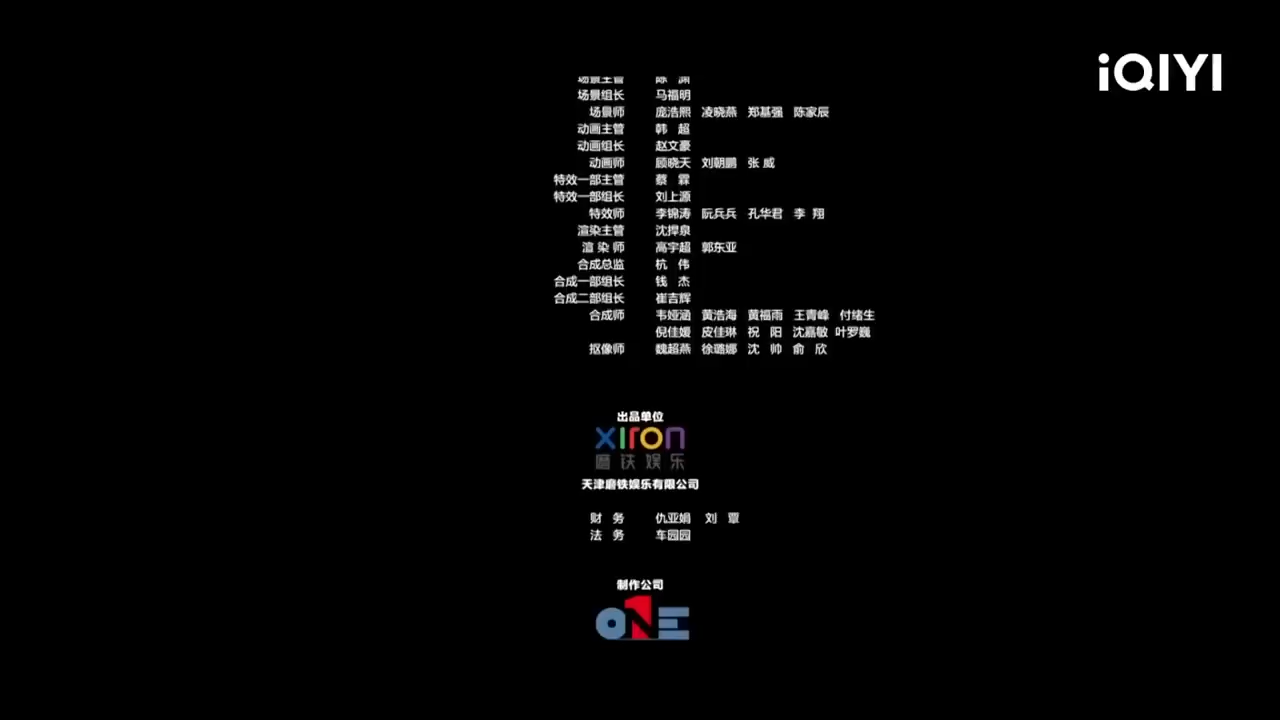 iQIYI
场景主管 陈 渊
场景组长 马福明
场景师 庞浩熙 凌晓燕 郑基强 陈家辰
动画主管 韩 超
动画组长 赵文豪
动画师 顾晓天 刘朝鹏 张 威
特效一部主管 蔡 霖
特效一部组长 刘上源
特效师 李锦涛 阮兵兵 孔华君 李 翔
渲染主管 沈捍泉
渲 染 师 高宇超 郭东亚
合成总监 杭 伟
合成一部组长 钱 杰
合成二部组长 崔吉辉
合成师 韦娅涵 黄浩海 黄福雨 王青峰 付绪生
倪佳媛 皮佳琳 祝 阳 沈嘉敏 叶罗巍
抠像师 魏超燕 徐璐娜 沈 帅 俞 欣
出品单位
xiron
磨铁娱乐
天津磨铁娱乐有限公司
财 务 仇亚娟 刘 覃
法 务 车园园
制作公司
ONE